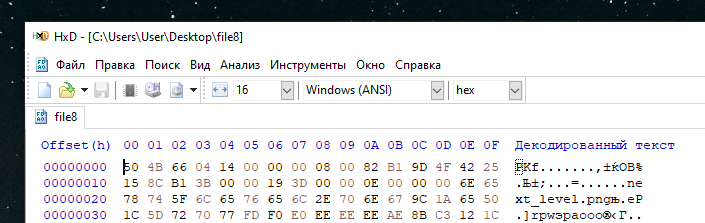 HxD - [C:\Users\User\Desktop\file8]
Файл Правка Поиск Вид Анализ Инструменты Окно Справка
16 Windows (ANSI) hex
file8
Offset(h) 00 01 02 03 04 05 06 07 08 09 0A 0B 0C 0D 0E 0F Декодированный текст
00000000 50 4B 66 04 14 00 00 00 08 00 82 B1 9D 4F 42 25 PKf.......‚±ќOB%
00000010 15 8C B1 3B 00 00 19 3D 00 00 0E 00 00 00 6E 65 .Њ±;...=......ne
00000020 78 74 5F 6C 65 76 65 6C 2E 70 6E 67 9C 1A 65 50 xt_level.pngњ.eP
00000030 1C 5D 72 70 77 FD F0 E0 EE EE EE AE 8B C3 12 1C .]rpwэраооо®‹Г..